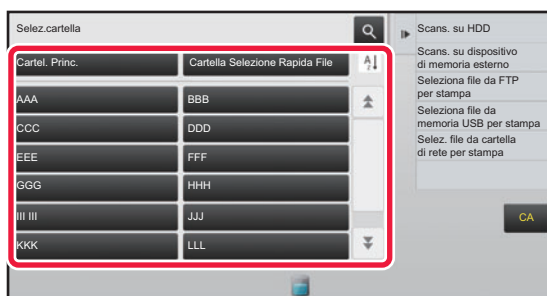 Selez.cartella
Cartel. Princ.
Cartella Selezione Rapida File
AAA
BBB
CCC
DDD
EEE
FFF
GGG
HHH
III III
JJJ
KKK
LLL
Scans. su HDD
Scans. su dispositivo
di memoria esterno
Seleziona file da FTP
per stampa
Seleziona file da
memoria USB per stampa
Selez. file da cartella
di rete per stampa
CA